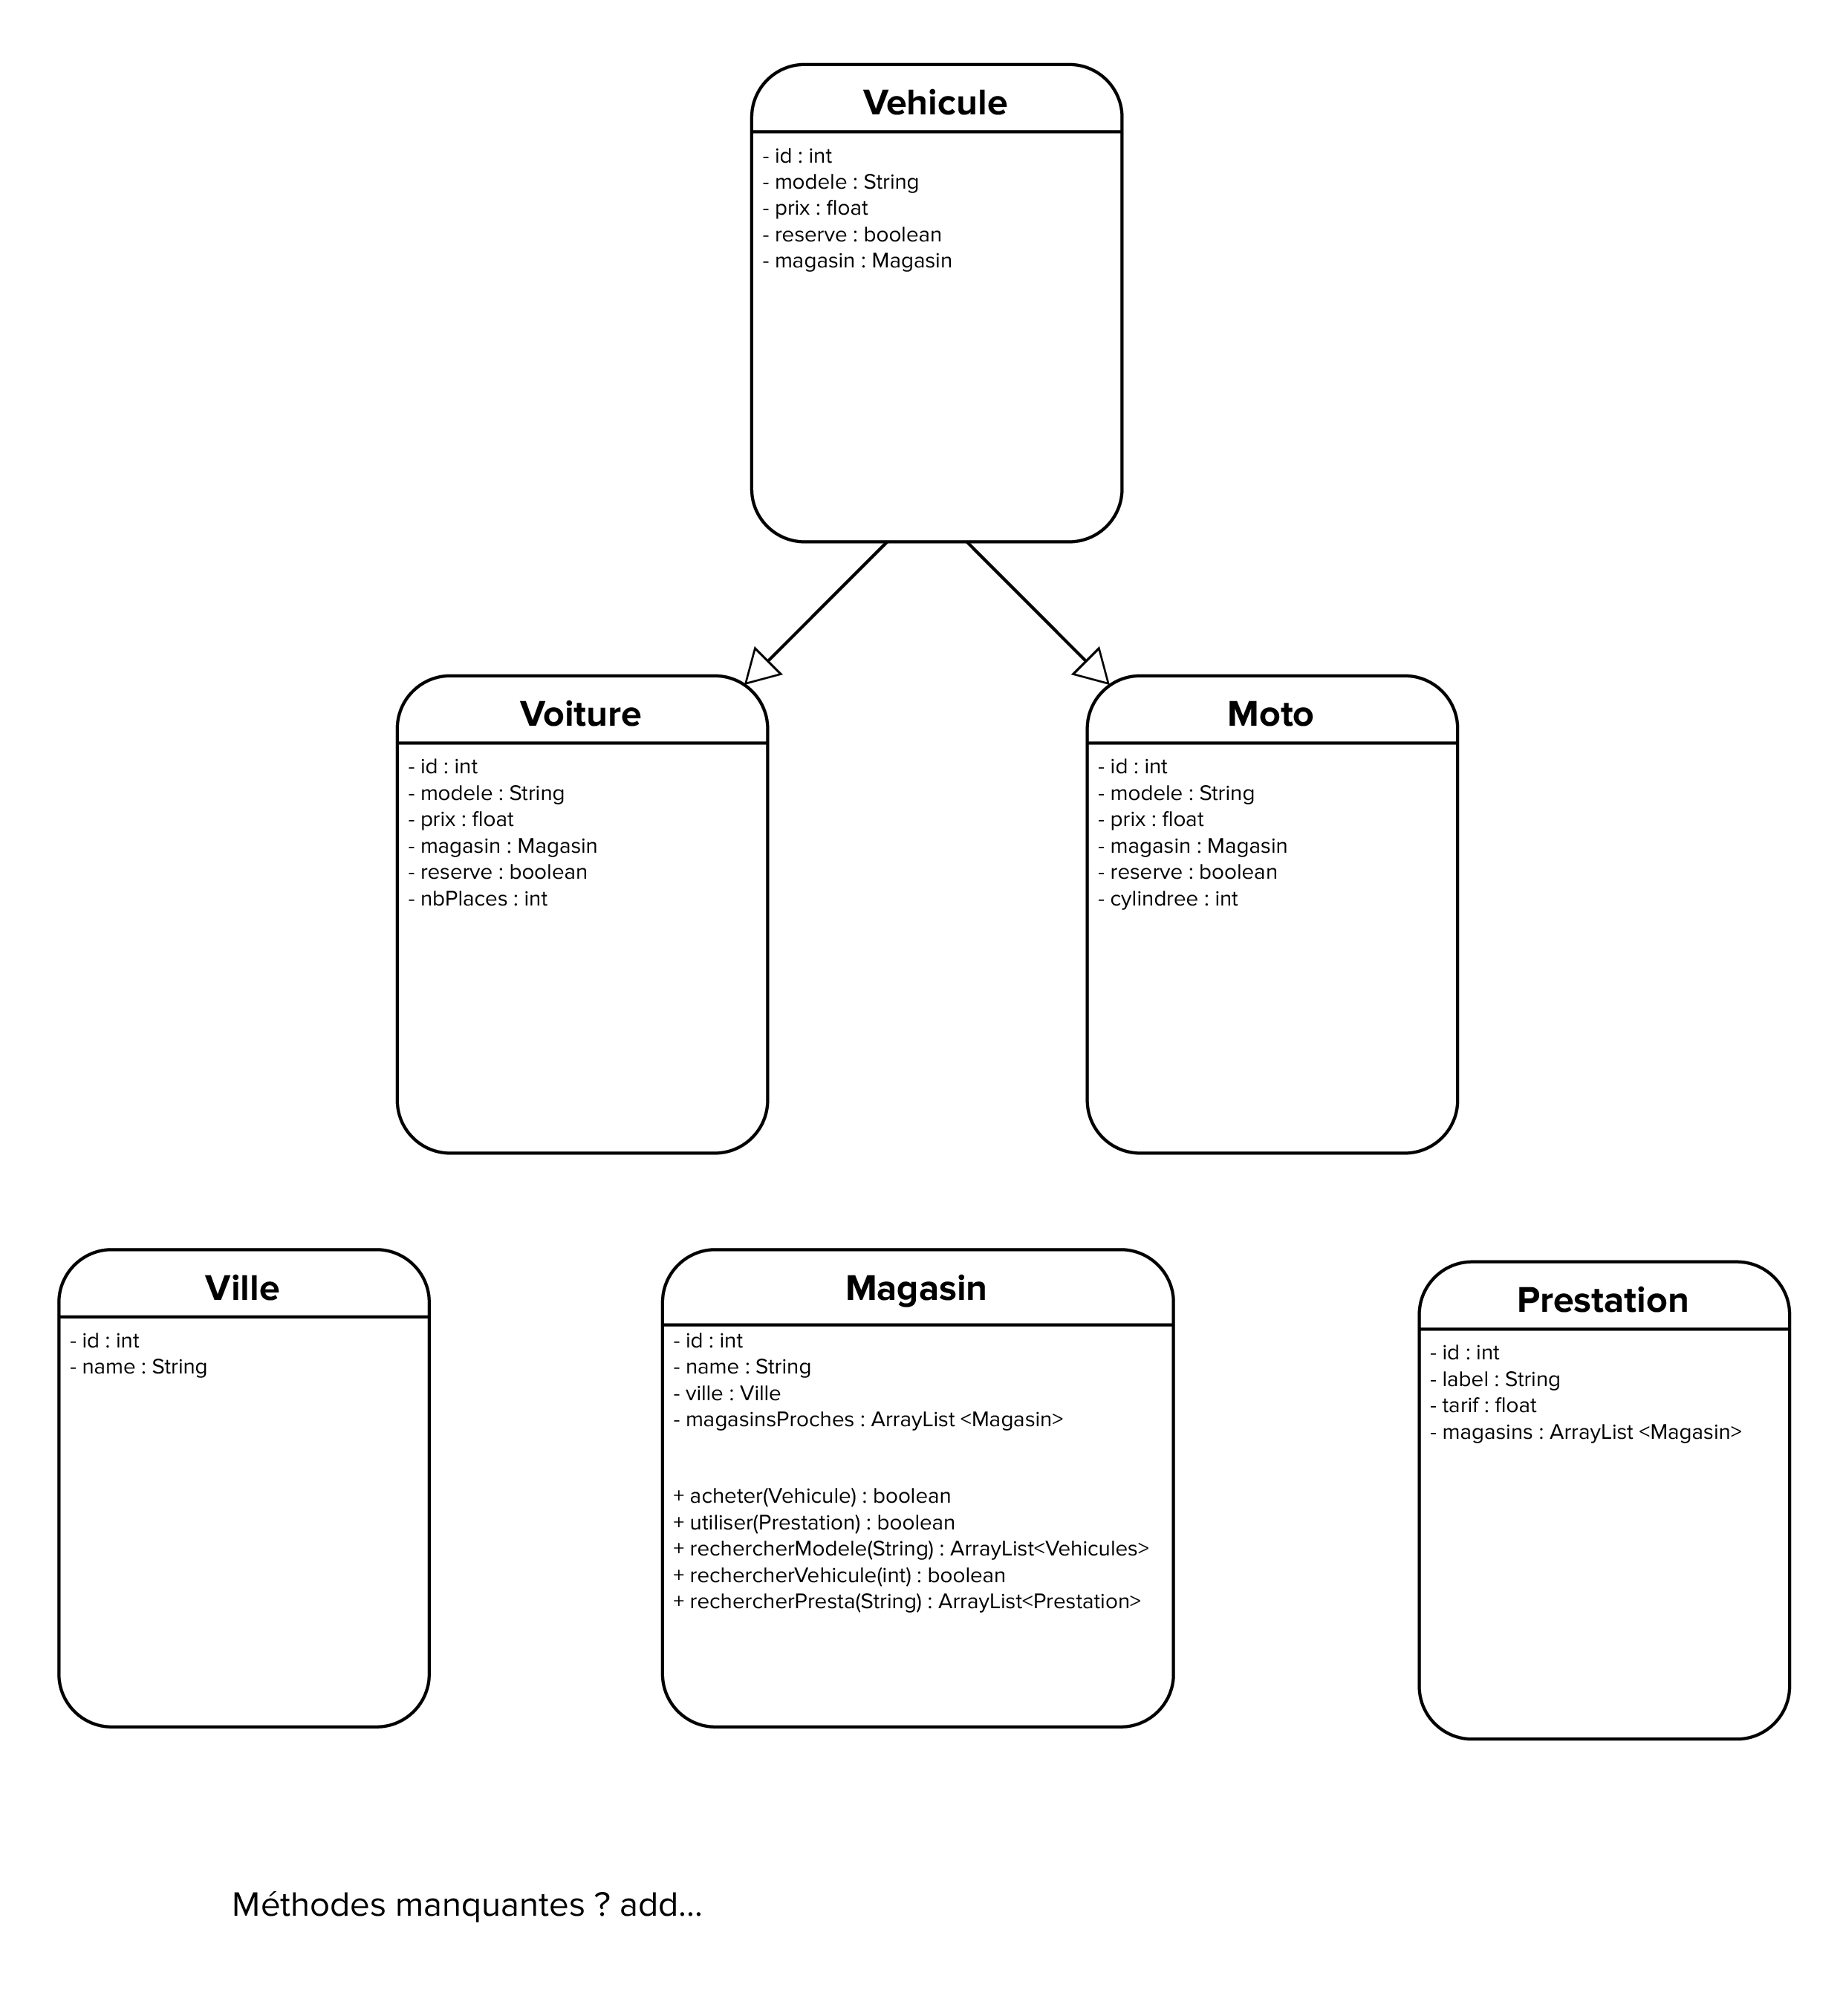 Vehicule
- id : int
- modele : String
- prix : float
- reserve : boolean
- magasin : Magasin
Voiture
- id : int
- modele : String
- prix : float
- magasin : Magasin
- reserve : boolean
- nbPlaces : int
Moto
- id : int
- modele : String
- prix : float
- magasin : Magasin
- reserve : boolean
- cylindree : int
Ville
- id : int
- name : String
Magasin
- id : int
- name : String
- ville : Ville
- magasinsProches : ArrayList <Magasin>
+ acheter(Vehicule) : boolean
+ utiliser(Prestation) : boolean
+ rechercherModele(String) : ArrayList<Vehicules>
+ rechercherVehicule(int) : boolean
+ rechercherPresta(String) : ArrayList<Prestation>
Prestation
- id : int
- label : String
- tarif : float
- magasins : ArrayList <Magasin>
Méthodes manquantes ? add...